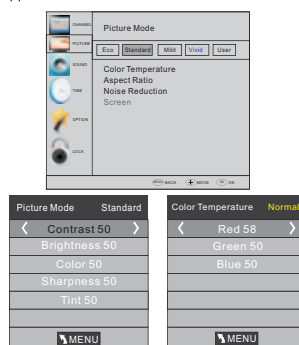 CHANNEL
Picture Mode
PICTURE
Eco Standard Mild Vivid User
SOUND
Color Temperature
Aspect Ratio
TIME
Noise Reduction
Screen
OPTION
LOCK
BACK MOVE OK
Picture Mode Standard
Contrast 50
Brightness 50
Color 50
Sharpness 50
Tint 50
MENU
Color Temperature Normal
Red 58
Green 50
Blue 50
MENU